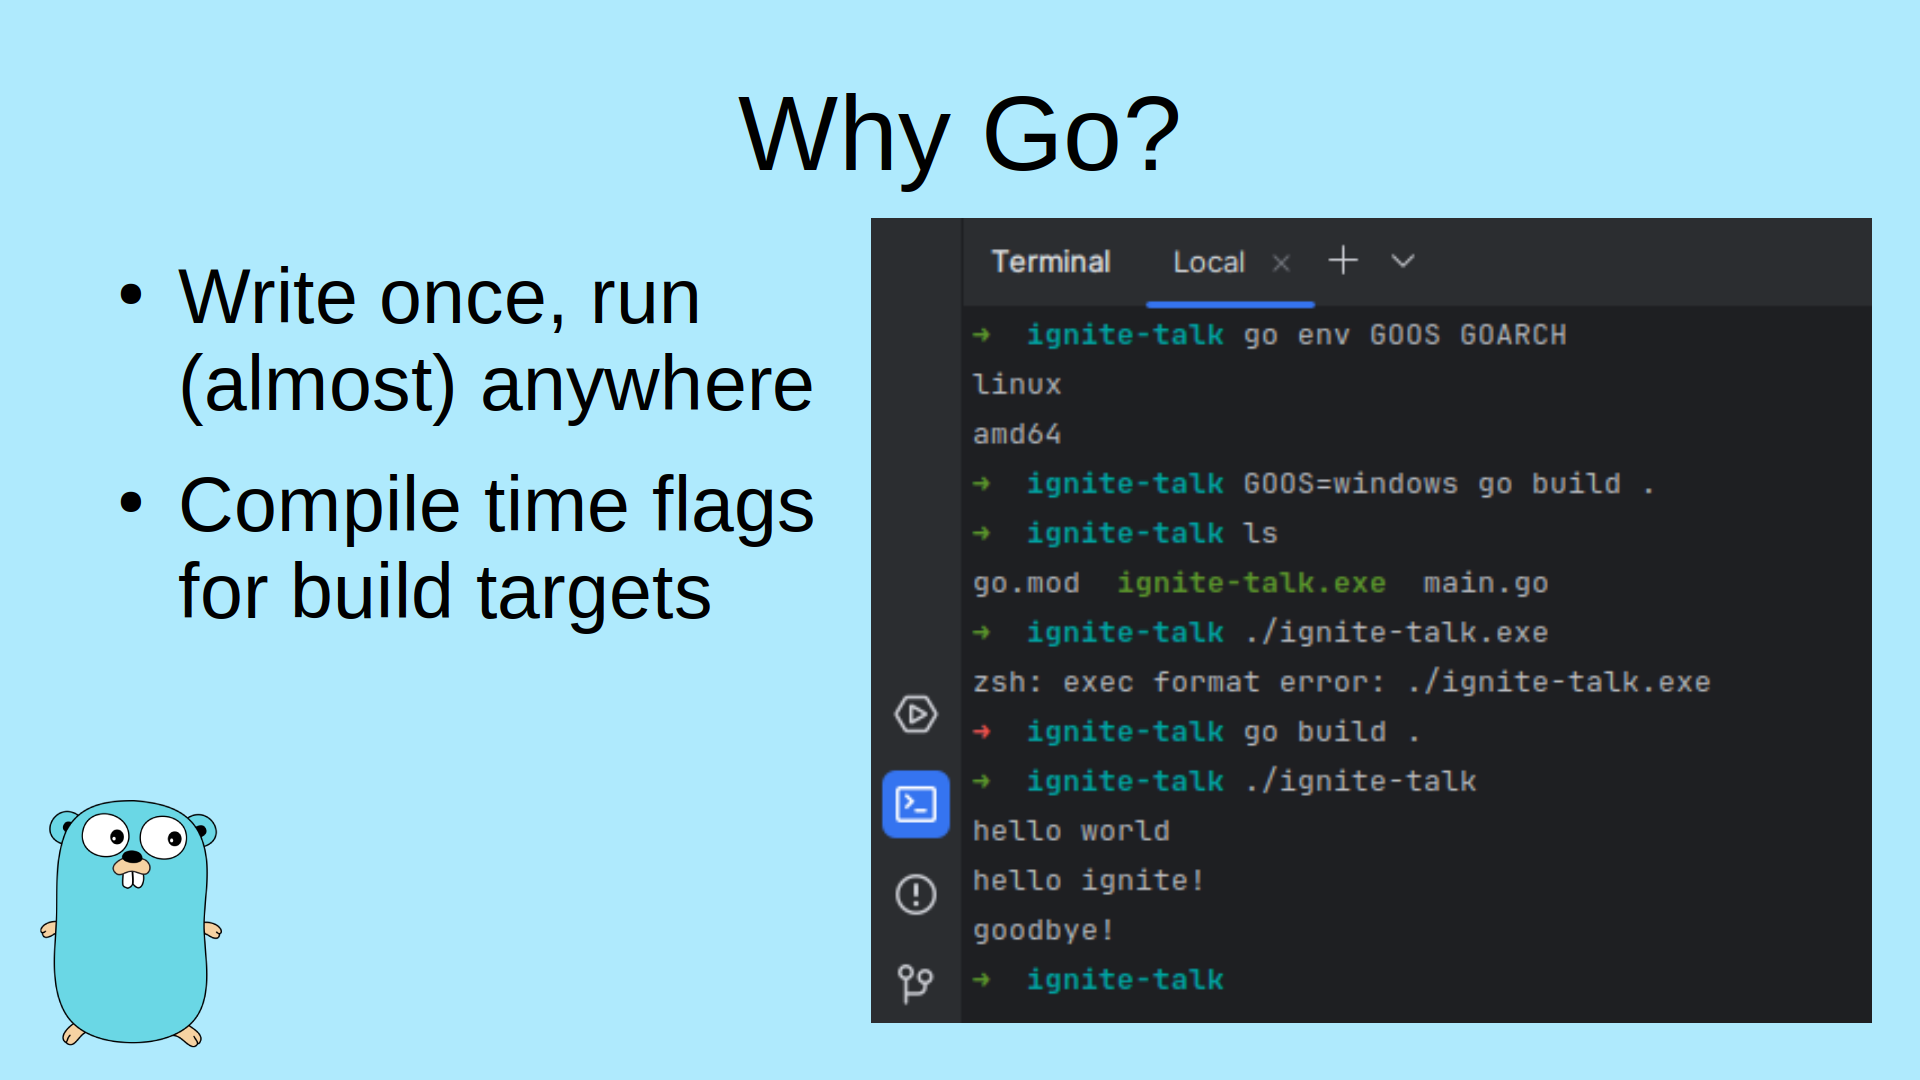 Why Go?
• Write once, run
(almost) anywhere
• Compile time flags
for build targets
Terminal Local × + ⌄
➜ ignite-talk go env GOOS GOARCH
linux
amd64
➜ ignite-talk GOOS=windows go build .
➜ ignite-talk ls
go.mod ignite-talk.exe main.go
➜ ignite-talk ./ignite-talk.exe
zsh: exec format error: ./ignite-talk.exe
➜ ignite-talk go build .
➜ ignite-talk ./ignite-talk
hello world
hello ignite!
goodbye!
➜ ignite-talk